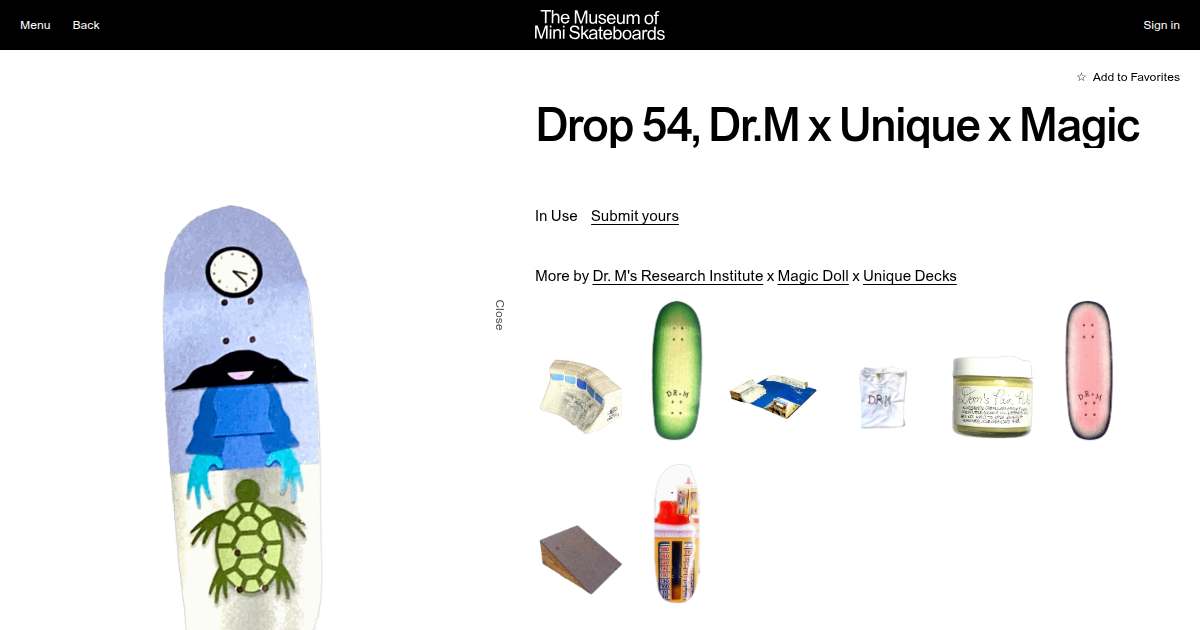 Menu Back
The Museum of
Mini Skateboards
Sign in
☆ Add to Favorites
Drop 54, Dr.M x Unique x Magic
In Use Submit yours
More by Dr. M's Research Institute x Magic Doll x Unique Decks
Close
DR•M
DR M
DR•M